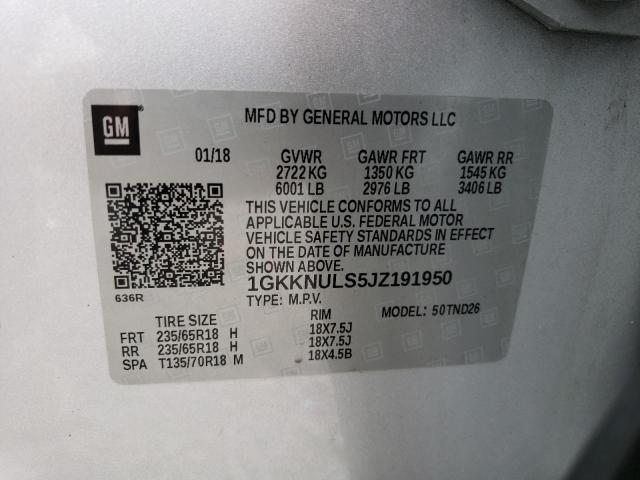 GM
MFD BY GENERAL MOTORS LLC
01/18 GVWR GAWR FRT GAWR RR
2722 KG 1350 KG 1545 KG
6001 LB 2976 LB 3406 LB
THIS VEHICLE CONFORMS TO ALL
APPLICABLE U.S. FEDERAL MOTOR
VEHICLE SAFETY STANDARDS IN EFFECT
ON THE DATE OF MANUFACTURE
SHOWN ABOVE.
636R
1GKKNULS5JZ191950
TYPE: M.P.V. MODEL: 50TND26
TIRE SIZE RIM
FRT 235/65R18 H 18X7.5J
RR 235/65R18 H 18X7.5J
SPA T135/70R18 M 18X4.5B